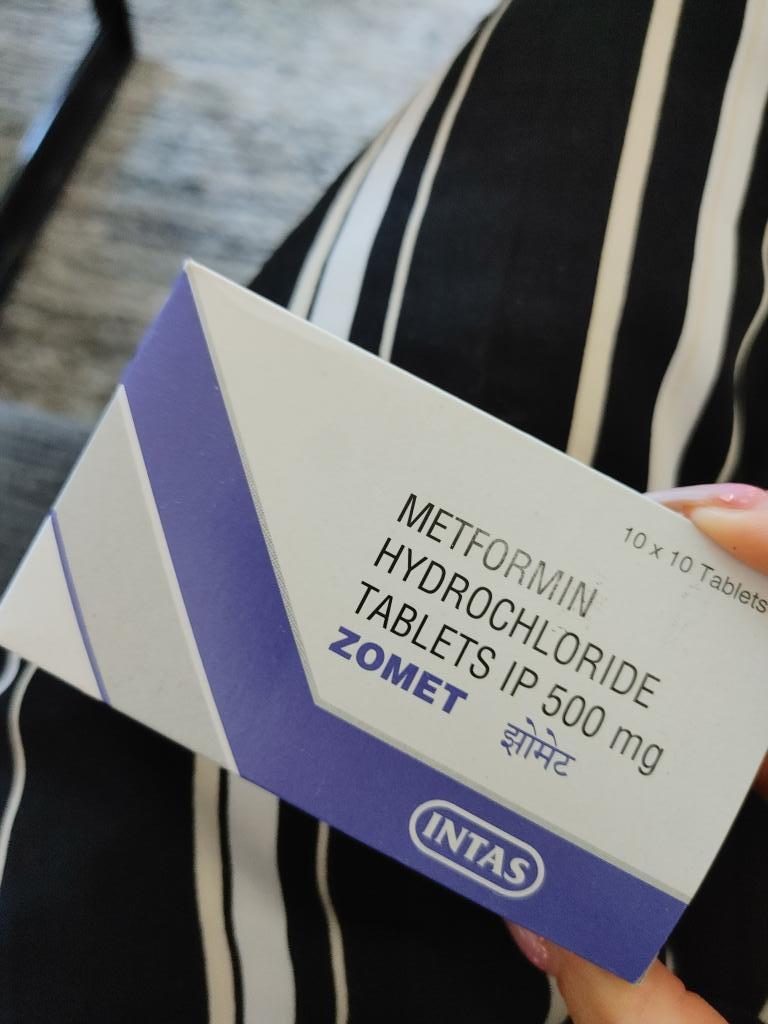 10 x 10 Tablets
METFORMIN
HYDROCHLORIDE
TABLETS IP 500 mg
ZOMET झोमेट
INTAS